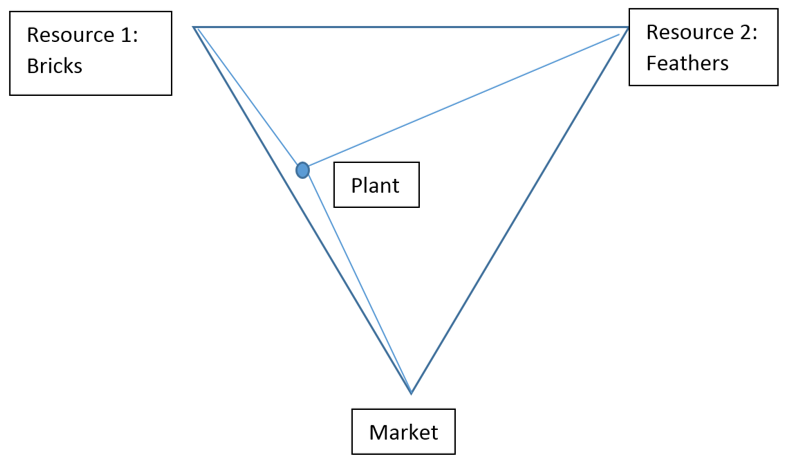 Resource 1:
Bricks
Resource 2:
Feathers
Plant
Market